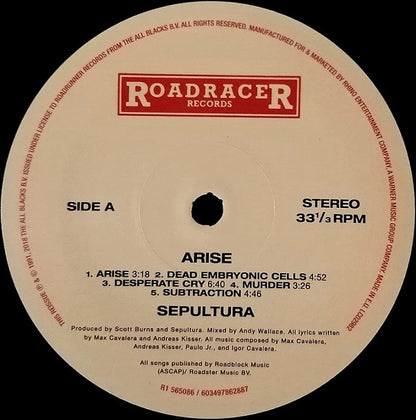 ROADRACER
RECORDS
SIDE A
STEREO
33 1/3 RPM
ARISE
1. ARISE 3:18 2. DEAD EMBRYONIC CELLS 4:52
3. DESPERATE CRY 6:40 4. MURDER 3:26
5. SUBTRACTION 4:46
SEPULTURA
Produced by Scott Burns and Sepultura. Mixed by Andy Wallace. All lyrics written
by Max Cavalera and Andreas Kisser. All music composed by Max Cavalera,
Andreas Kisser, Paulo Jr., and Igor Cavalera.
All songs published by Roadblock Music
(ASCAP)/ Roadster Music BV.
R1 565086 / 603497862887
THIS REISSUE ℗ & © 1991, 2018 THE ALL BLACKS B.V. ISSUED UNDER LICENSE TO ROADRUNNER RECORDS FROM THE ALL BLACKS B.V. ALL RIGHTS RESERVED. MANUFACTURED FOR & MARKETED BY RHINO ENTERTAINMENT COMPANY, A WARNER MUSIC GROUP COMPANY. MADE IN E.U. LC02982